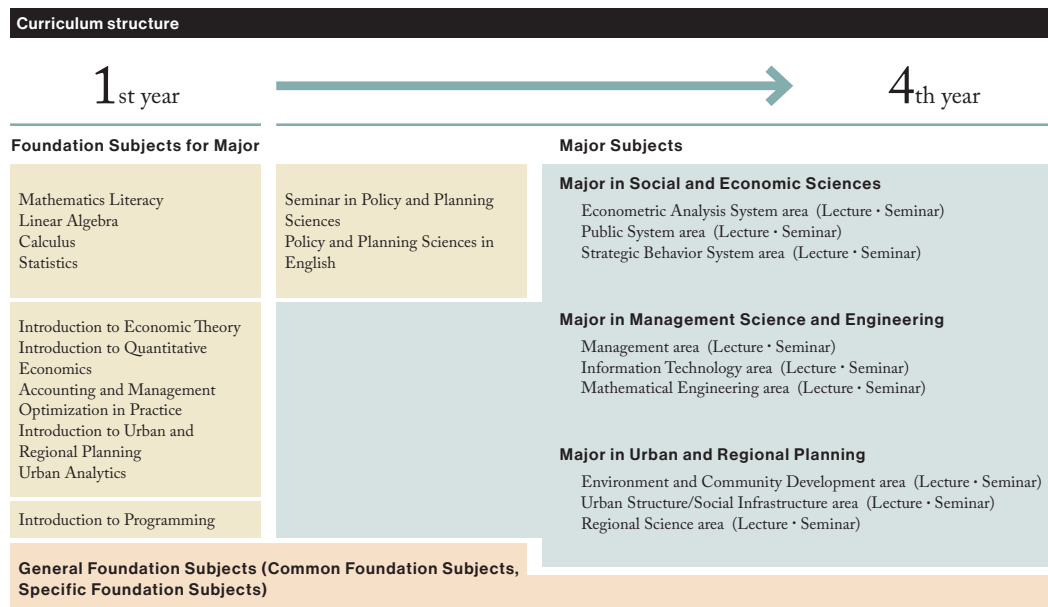 Curriculum structure
1st year
4th year
Foundation Subjects for Major
Mathematics Literacy
Linear Algebra
Calculus
Statistics
Introduction to Economic Theory
Introduction to Quantitative
Economics
Accounting and Management
Optimization in Practice
Introduction to Urban and
Regional Planning
Urban Analytics
Introduction to Programming
Seminar in Policy and Planning
Sciences
Policy and Planning Sciences in
English
Major Subjects
Major in Social and Economic Sciences
Econometric Analysis System area (Lecture・Seminar)
Public System area (Lecture・Seminar)
Strategic Behavior System area (Lecture・Seminar)
Major in Management Science and Engineering
Management area (Lecture・Seminar)
Information Technology area (Lecture・Seminar)
Mathematical Engineering area (Lecture・Seminar)
Major in Urban and Regional Planning
Environment and Community Development area (Lecture・Seminar)
Urban Structure/Social Infrastructure area (Lecture・Seminar)
Regional Science area (Lecture・Seminar)
General Foundation Subjects (Common Foundation Subjects,
Specific Foundation Subjects)